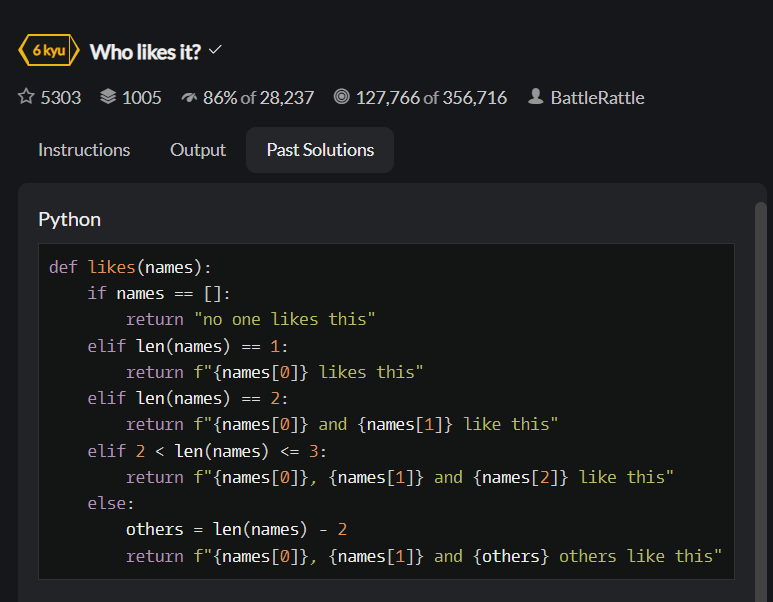 6 kyu Who likes it?
5303 1005 86% of 28,237 127,766 of 356,716 BattleRattle
Instructions Output Past Solutions
Python
def likes(names):
    if names == []:
        return "no one likes this"
    elif len(names) == 1:
        return f"{names[0]} likes this"
    elif len(names) == 2:
        return f"{names[0]} and {names[1]} like this"
    elif 2 < len(names) <= 3:
        return f"{names[0]}, {names[1]} and {names[2]} like this"
    else:
        others = len(names) - 2
        return f"{names[0]}, {names[1]} and {others} others like this"